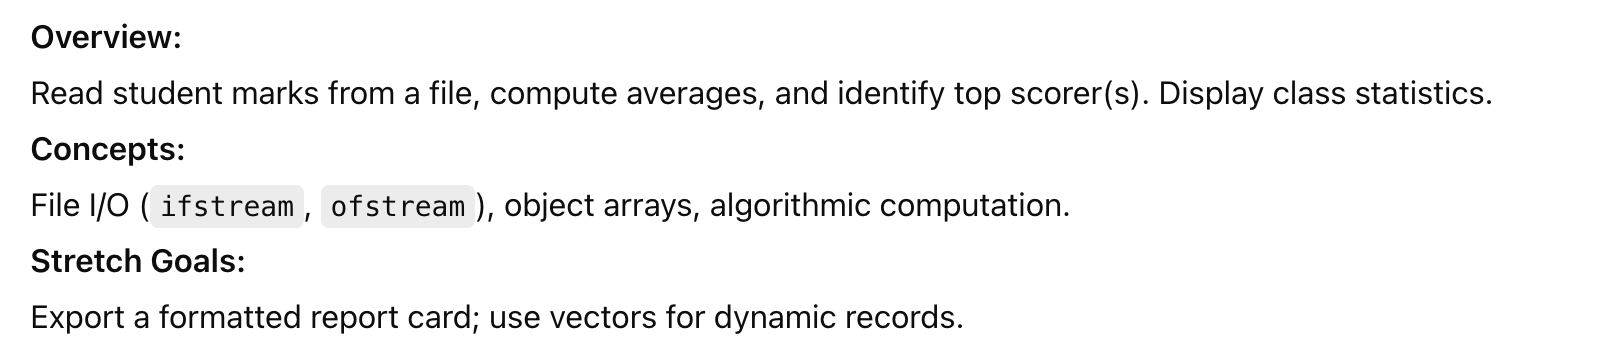 Overview:
Read student marks from a file, compute averages, and identify top scorer(s). Display class statistics.
Concepts:
File I/O (ifstream, ofstream), object arrays, algorithmic computation.
Stretch Goals:
Export a formatted report card; use vectors for dynamic records.